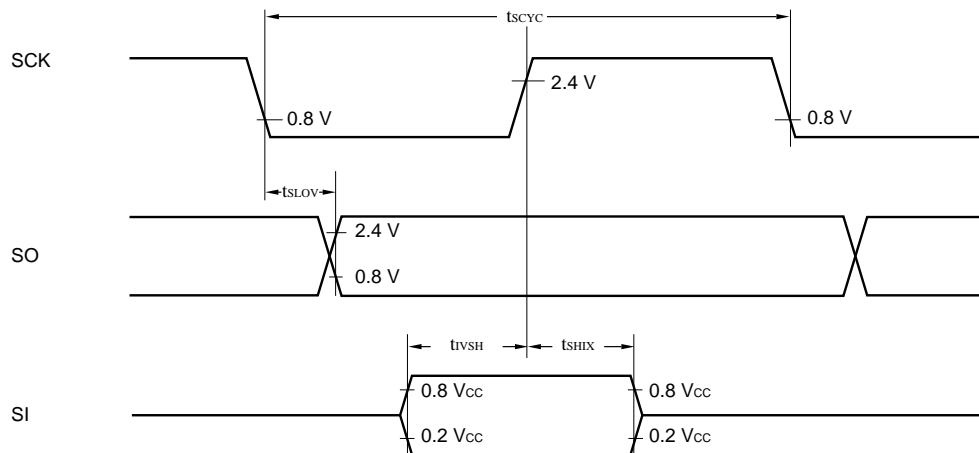 tSCYC
SCK
2.4 V
0.8 V
0.8 V
tSLOV
2.4 V
SO
0.8 V
tIVSH
tSHIX
0.8 VCC
0.8 VCC
SI
0.2 VCC
0.2 VCC